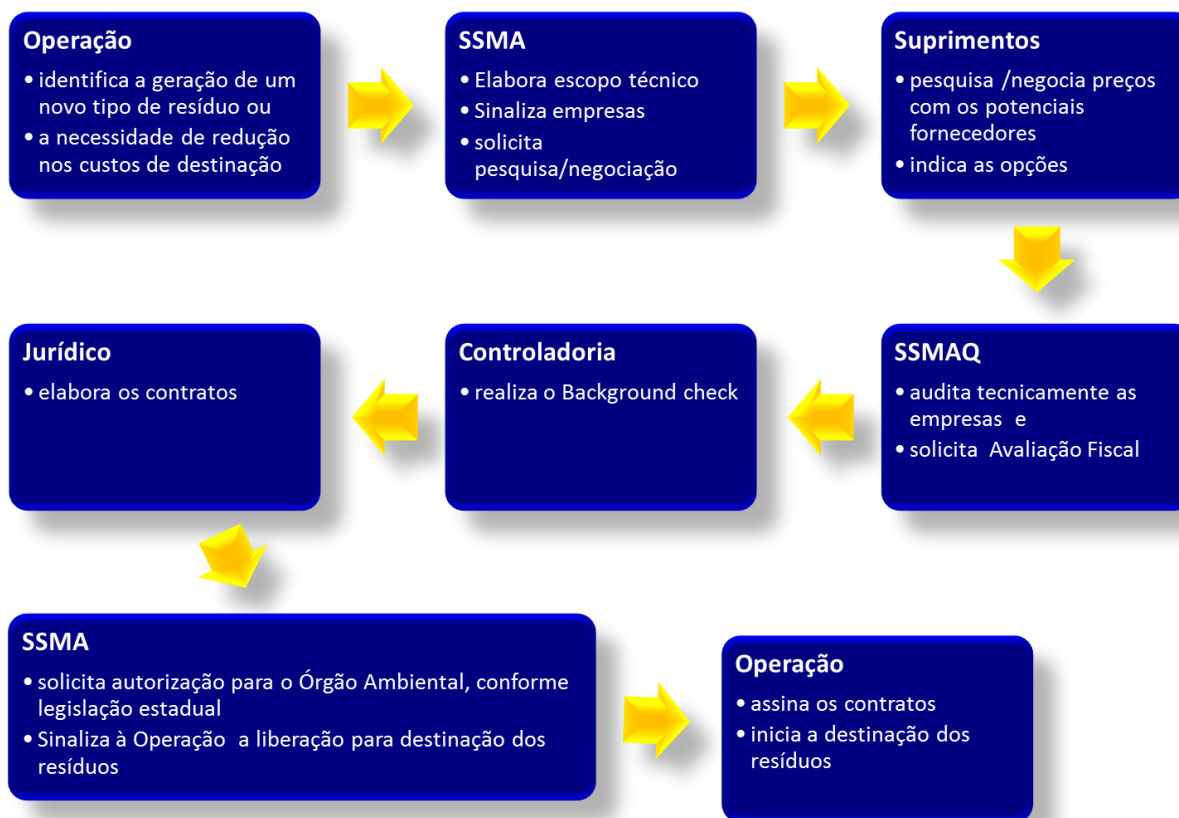 Operação
• identifica a geração de um
novo tipo de resíduo ou
• a necessidade de redução
nos custos de destinação
SSMA
• Elabora escopo técnico
• Sinaliza empresas
• solicita
pesquisa/negociação
Suprimentos
• pesquisa /negocia preços
com os potenciais
fornecedores
• indica as opções
Jurídico
• elabora os contratos
Controladoria
• realiza o Background check
SSMAQ
• audita tecnicamente as
empresas e
• solicita Avaliação Fiscal
SSMA
• solicita autorização para o Órgão Ambiental, conforme
legislação estadual
• Sinaliza à Operação a liberação para destinação dos
resíduos
Operação
• assina os contratos
• inicia a destinação dos
resíduos